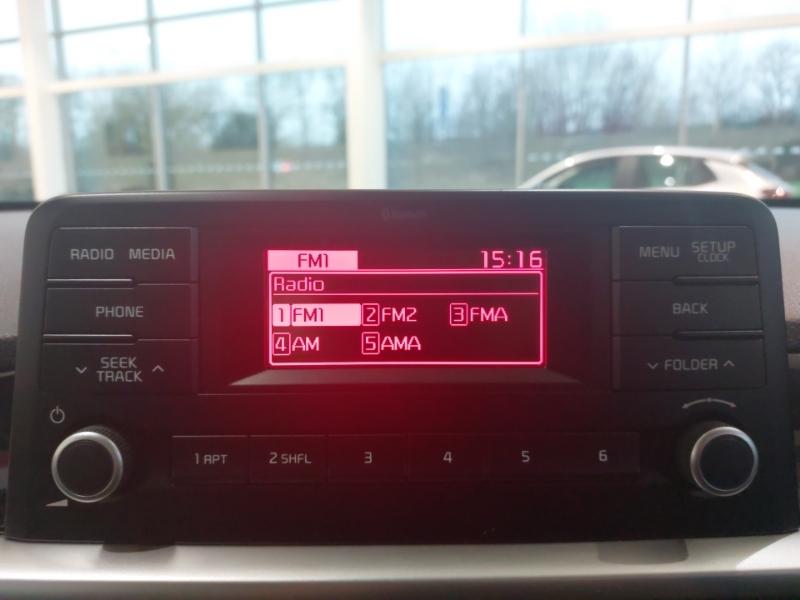 Bluetooth
RADIO MEDIA
PHONE
SEEK
TRACK
FM1 15:16
Radio
1 FM1 2 FM2 3 FMA
4 AM 5 AMA
MENU SETUP
CLOCK
BACK
FOLDER
1 RPT 2 SHFL 3 4 5 6